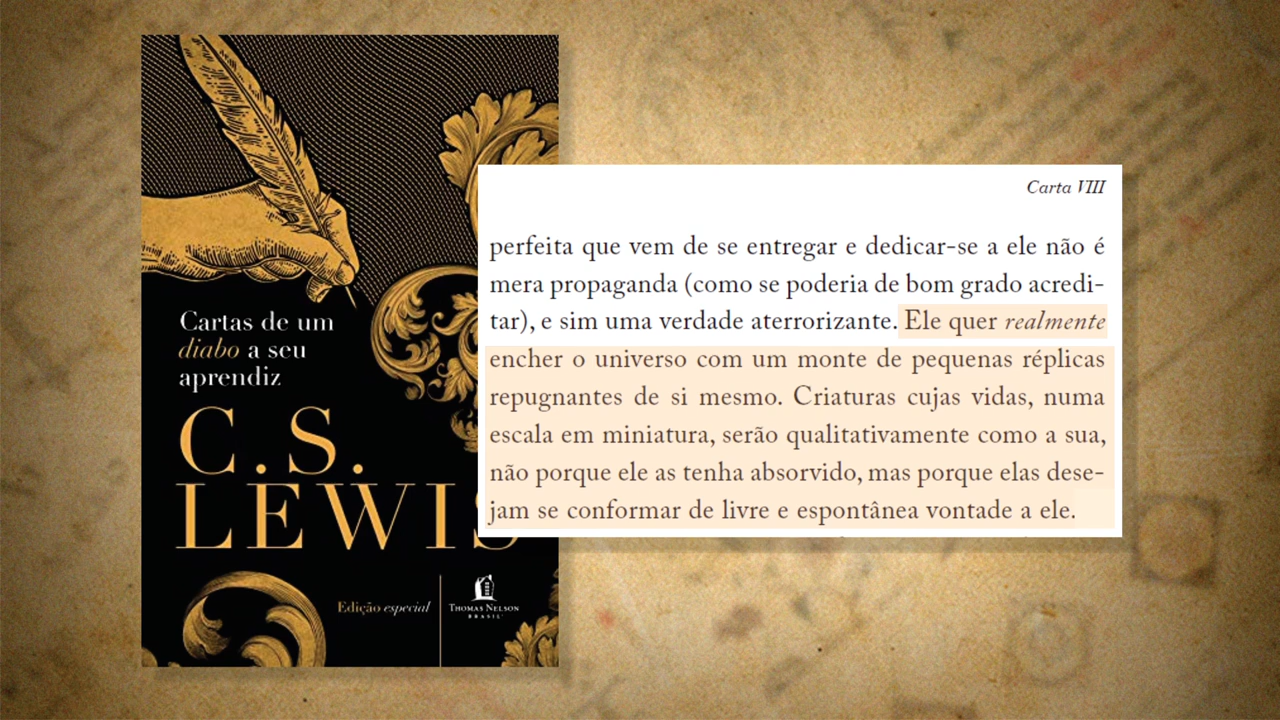 Cartas de um
diabo a seu
aprendiz
C.S.
LEWIS
Edição especial
THOMAS NELSON
BRASIL
Carta VIII
perfeita que vem de se entregar e dedicar-se a ele não é
mera propaganda (como se poderia de bom grado acredi-
tar), e sim uma verdade aterrorizante. Ele quer realmente
encher o universo com um monte de pequenas réplicas
repugnantes de si mesmo. Criaturas cujas vidas, numa
escala em miniatura, serão qualitativamente como a sua,
não porque ele as tenha absorvido, mas porque elas dese-
jam se conformar de livre e espontânea vontade a ele.